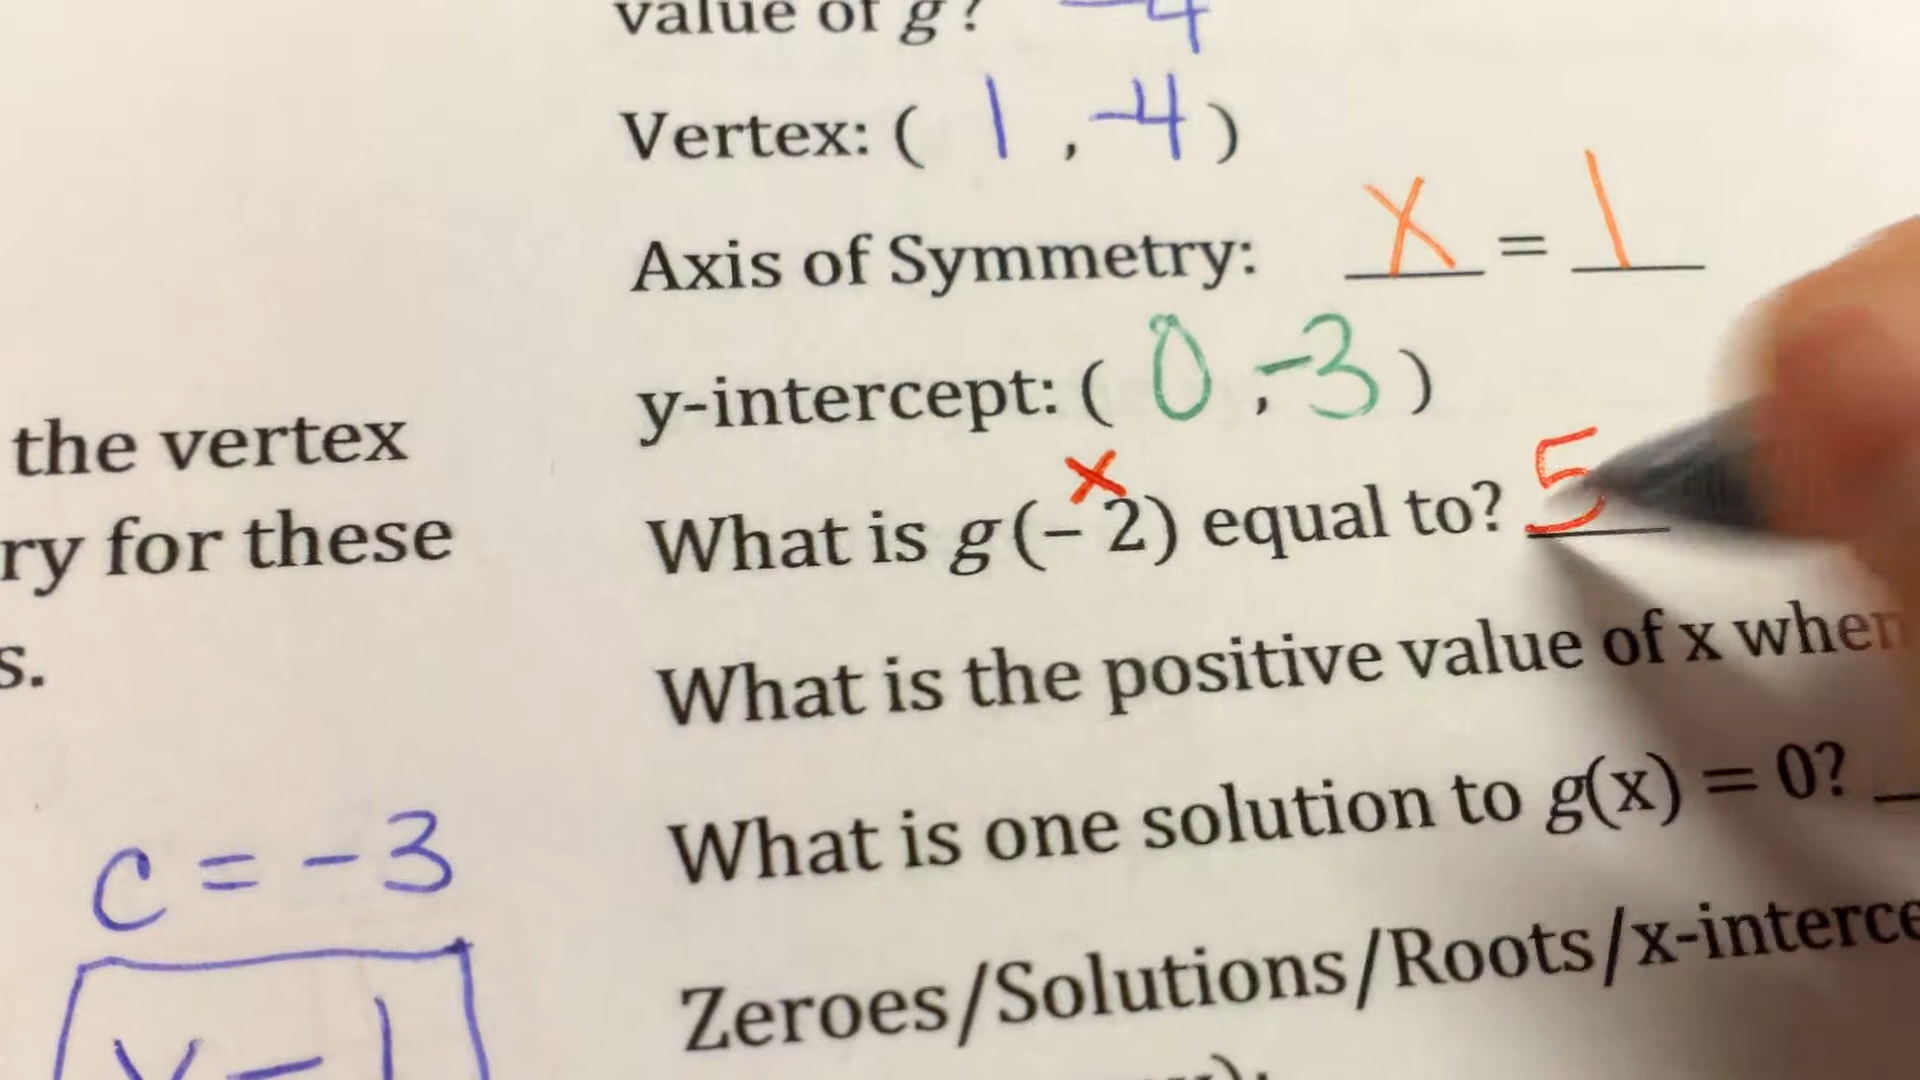 value of g? -4
Vertex: ( 1 , -4 )
Axis of Symmetry: x = 1
y-intercept: ( 0 , -3 )
the vertex
x
What is g(-2) equal to? 5
ry for these
What is the positive value of x when
s.
What is one solution to g(x) = 0?
c = -3
Zeroes/Solutions/Roots/x-interce